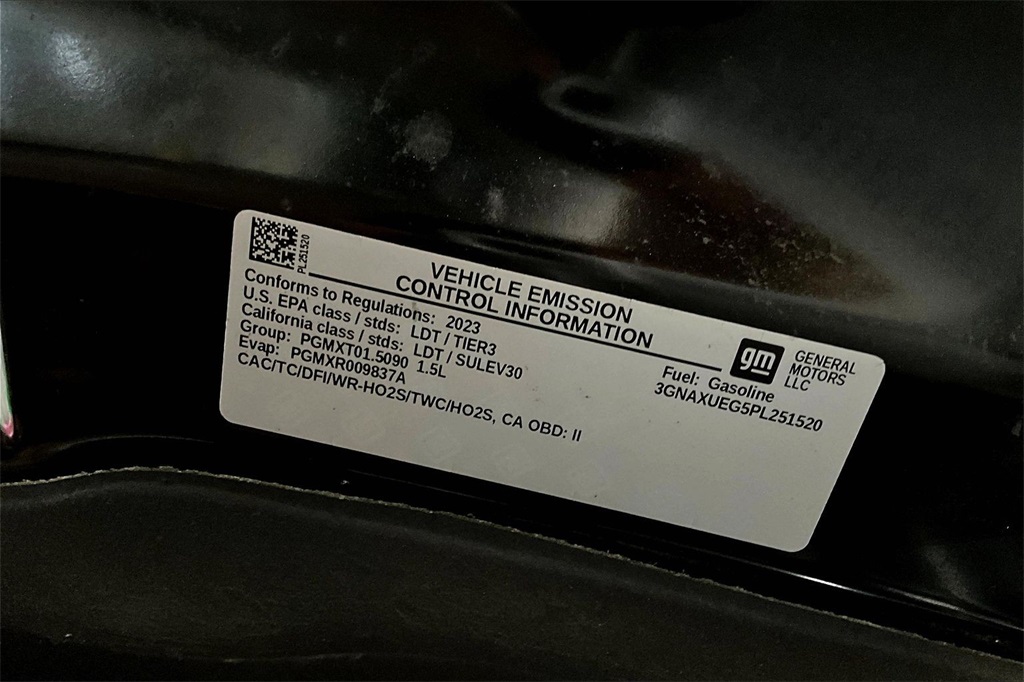 PL251520
VEHICLE EMISSION
CONTROL INFORMATION
Conforms to Regulations: 2023
U.S. EPA class / stds: LDT / TIER3
California class / stds: LDT / SULEV30
Group: PGMXT01.5090 1.5L
Evap: PGMXR009837A
CAC/TC/DFI/WR-HO2S/TWC/HO2S, CA OBD: II
gm
GENERAL
MOTORS
LLC
Fuel: Gasoline
3GNAXUEG5PL251520